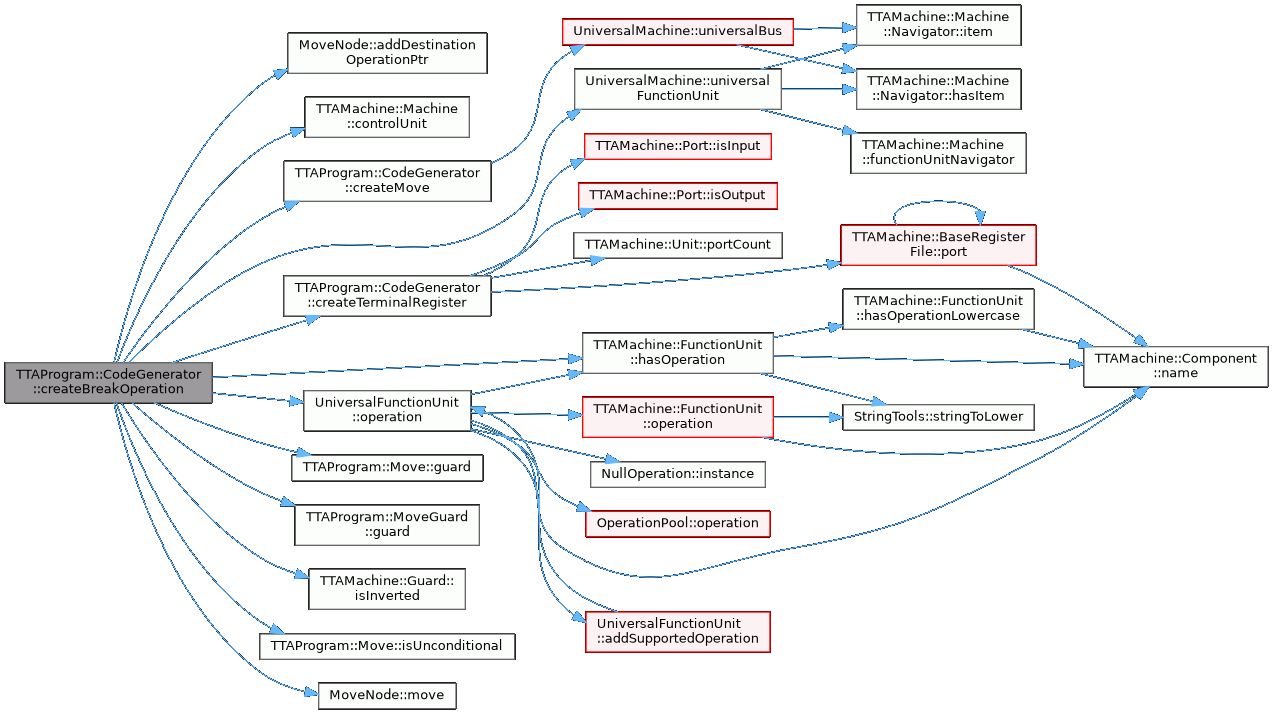 TTAProgram::CodeGenerator
::createBreakOperation
MoveNode::addDestination
OperationPtr
TTAMachine::Machine
::controlUnit
TTAProgram::CodeGenerator
::createMove
TTAProgram::CodeGenerator
::createTerminalRegister
UniversalFunctionUnit
::operation
TTAProgram::Move::guard
TTAProgram::MoveGuard
::guard
TTAMachine::Guard::
isInverted
TTAProgram::Move::isUnconditional
MoveNode::move
UniversalMachine::universalBus
UniversalMachine::universal
FunctionUnit
TTAMachine::Port::isInput
TTAMachine::Port::isOutput
TTAMachine::Unit::portCount
TTAMachine::FunctionUnit
::hasOperation
TTAMachine::FunctionUnit
::operation
NullOperation::instance
OperationPool::operation
UniversalFunctionUnit
::addSupportedOperation
TTAMachine::Machine
::Navigator::item
TTAMachine::Machine
::Navigator::hasItem
TTAMachine::Machine
::functionUnitNavigator
TTAMachine::BaseRegister
File::port
TTAMachine::FunctionUnit
::hasOperationLowercase
StringTools::stringToLower
TTAMachine::Component
::name